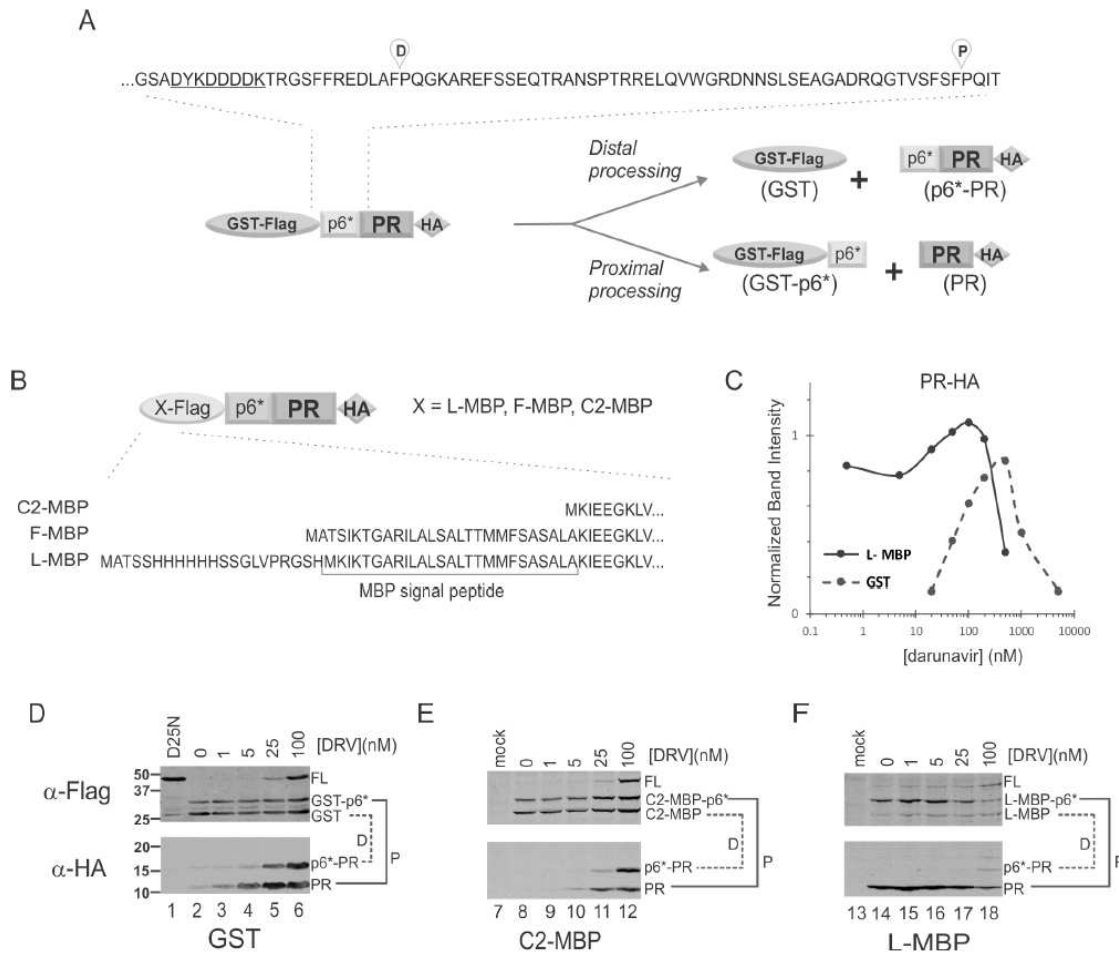 A
D
P
...GSADYKDDDDKTRGSFFREDLAFPQGKAREFSSEQTRANSPTRRELQVWGRDNNSLSEAGADRQGTVSFSFPQIT
Distal
processing
GST-Flag
(GST)
+
p6* PR HA
(p6*-PR)
GST-Flag p6* PR HA
Proximal
processing
GST-Flag p6*
(GST-p6*)
+
PR HA
(PR)
B
X-Flag p6* PR HA
X = L-MBP, F-MBP, C2-MBP
C2-MBP MKIEEGKLV...
F-MBP MATSIKTGARILALSALTTMMFSASALAKIEEGKLV...
L-MBP MATSSHHHHHHSSGLVPRGSHMKIKTGARILALSALTTMMFSASALAKIEEGKLV...
MBP signal peptide
C
PR-HA
Normalized Band Intensity
1
0
L- MBP
GST
0.1 1 10 100 1000 10000
[darunavir] (nM)
D
D25N 0 1 5 25 100 [DRV](nM)
α-Flag
50
37
25
FL
GST-p6*
GST
D
P
α-HA
20
15
10
p6*-PR
PR
1 2 3 4 5 6
GST
E
mock 0 1 5 25 100 [DRV](nM)
FL
C2-MBP-p6*
C2-MBP
D
P
p6*-PR
PR
7 8 9 10 11 12
C2-MBP
F
mock 0 1 5 25 100 [DRV](nM)
FL
L-MBP-p6*
L-MBP
D
P
p6*-PR
PR
13 14 15 16 17 18
L-MBP